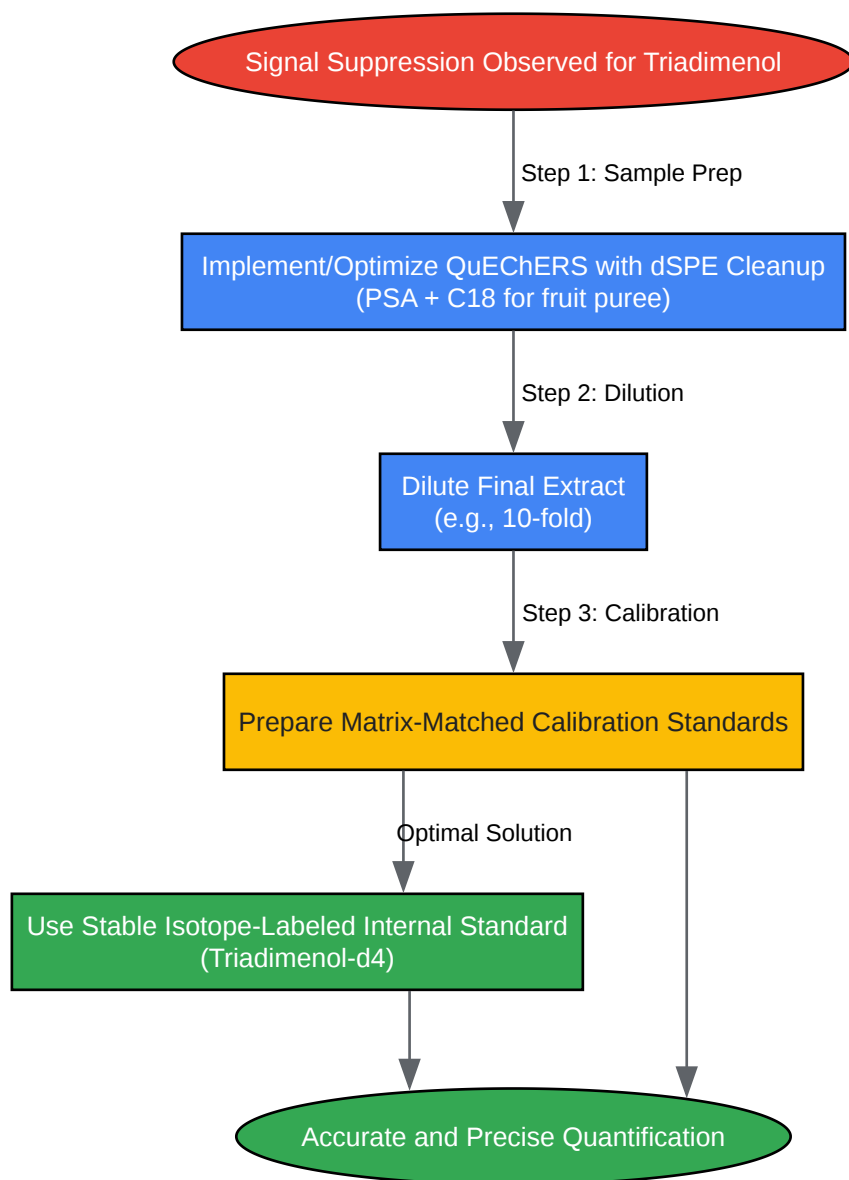 Signal Suppression Observed for Triadimenol
Step 1: Sample Prep
Implement/Optimize QuEChERS with dSPE Cleanup
(PSA + C18 for fruit puree)
Step 2: Dilution
Dilute Final Extract
(e.g., 10-fold)
Step 3: Calibration
Prepare Matrix-Matched Calibration Standards
Optimal Solution
Use Stable Isotope-Labeled Internal Standard
(Triadimenol-d4)
Accurate and Precise Quantification